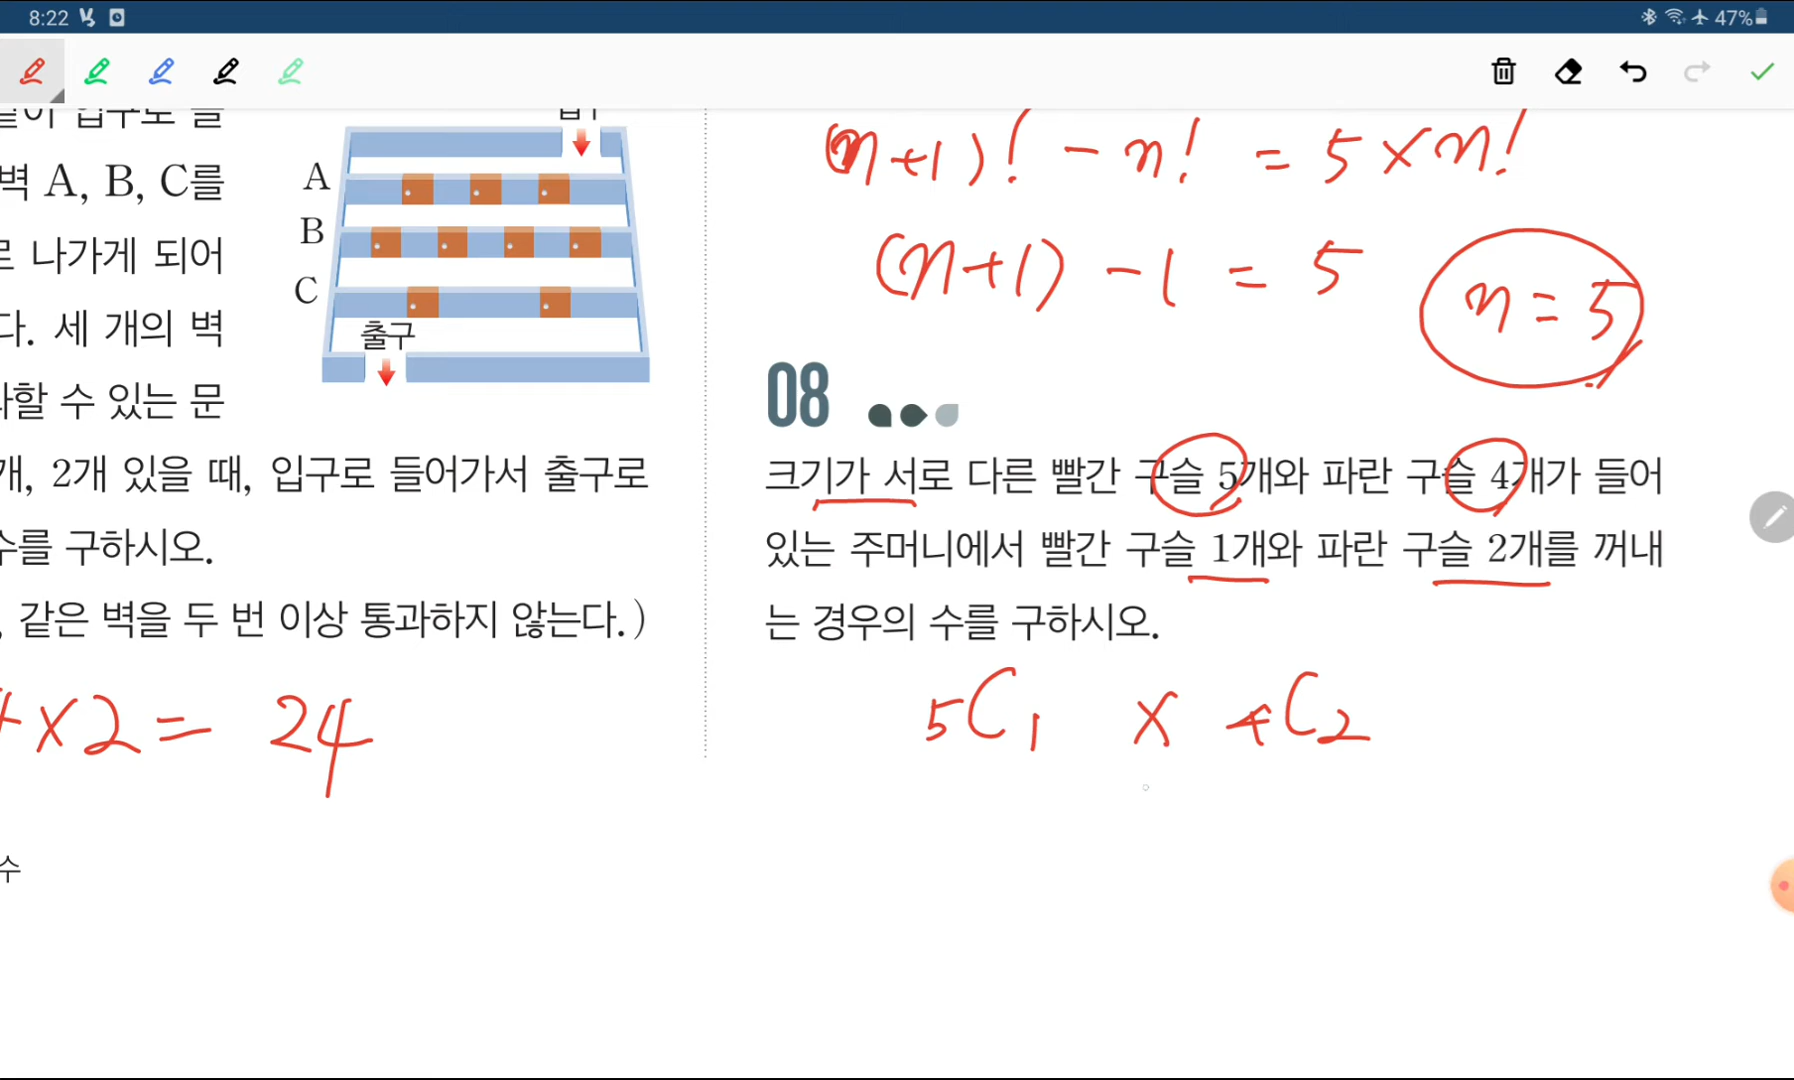 8:22
47%
벽 A, B, C를
로 나가게 되어
다. 세 개의 벽
과할 수 있는 문
개, 2개 있을 때, 입구로 들어가서 출구로
수를 구하시오.
, 같은 벽을 두 번 이상 통과하지 않는다.)
A
B
C
출구
×2 = 24
수
(n+1)! - n! = 5×n!
(n+1) - 1 = 5
n = 5
08
크기가 서로 다른 빨간 구슬 5개와 파란 구슬 4개가 들어
있는 주머니에서 빨간 구슬 1개와 파란 구슬 2개를 꺼내
는 경우의 수를 구하시오.
5C1 × 4C2